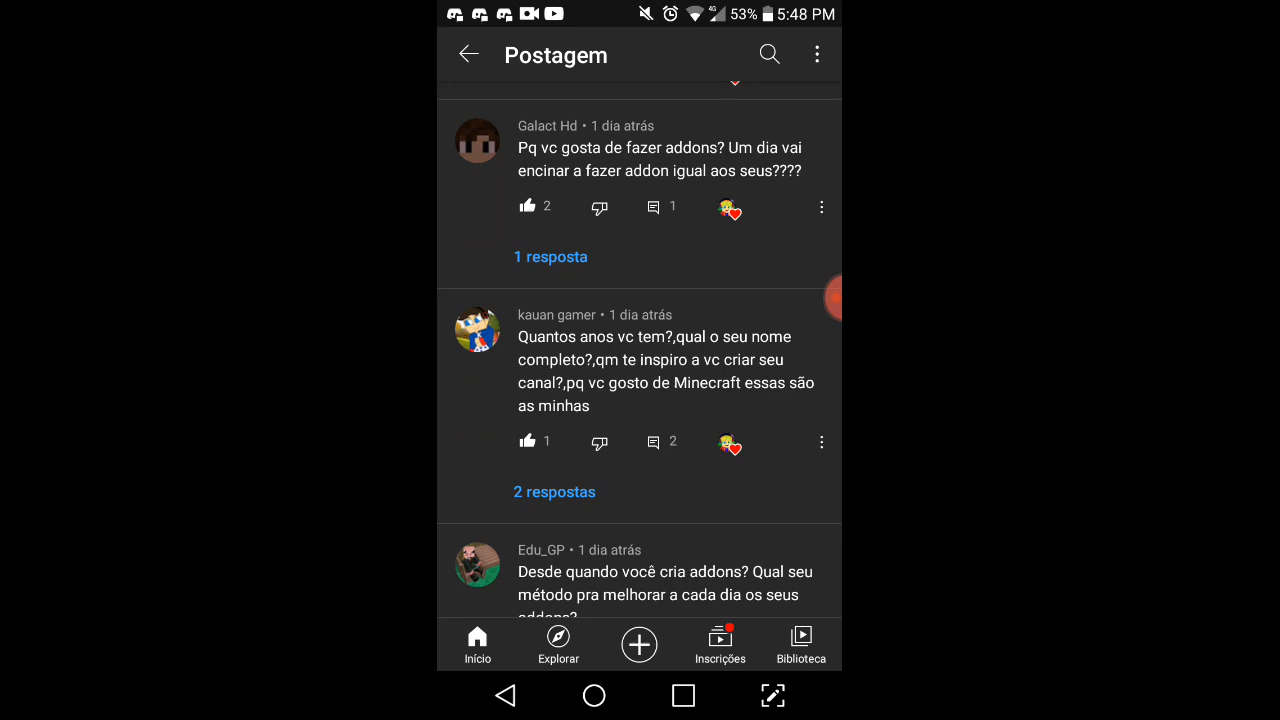 4G 53% 5:48 PM
Postagem
Galact Hd • 1 dia atrás
Pq vc gosta de fazer addons? Um dia vai
encinar a fazer addon igual aos seus????
2 1
1 resposta
kauan gamer • 1 dia atrás
Quantos anos vc tem?,qual o seu nome
completo?,qm te inspiro a vc criar seu
canal?,pq vc gosto de Minecraft essas são
as minhas
1 2
2 respostas
Edu_GP • 1 dia atrás
Desde quando você cria addons? Qual seu
método pra melhorar a cada dia os seus
addons?
Início Explorar Inscrições Biblioteca